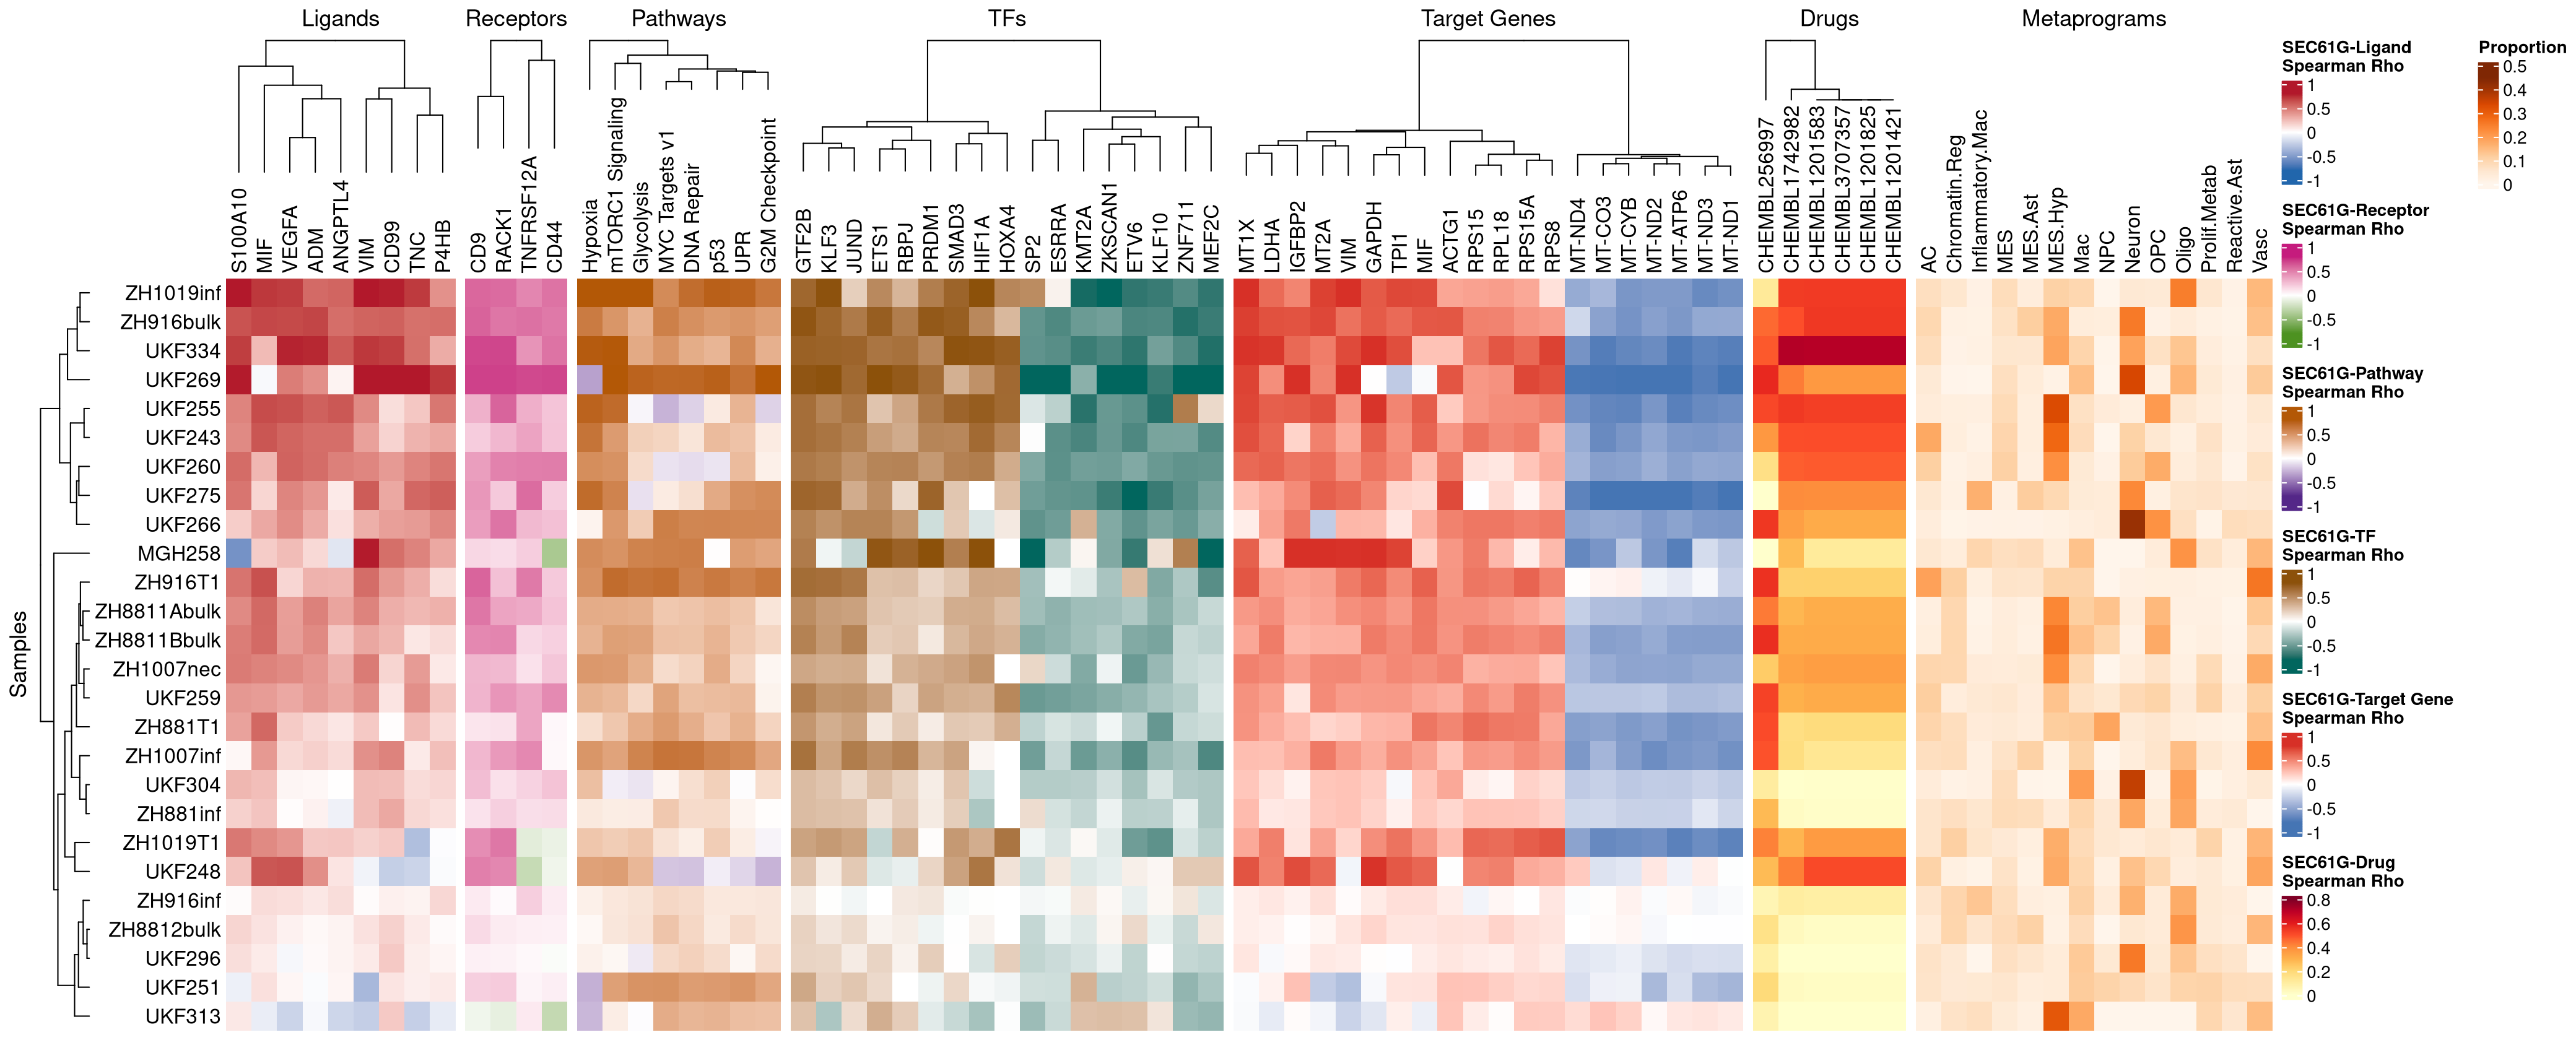 Ligands
Receptors
Pathways
TFs
Target Genes
Drugs
Metaprograms
S100A10
MIF
VEGFA
ADM
ANGPTL4
VIM
CD99
TNC
P4HB
CD9
RACK1
TNFRSF12A
CD44
Hypoxia
mTORC1 Signaling
Glycolysis
MYC Targets v1
DNA Repair
p53
UPR
G2M Checkpoint
GTF2B
KLF3
JUND
ETS1
RBPJ
PRDM1
SMAD3
HIF1A
HOXA4
SP2
ESRRA
KMT2A
ZKSCAN1
ETV6
KLF10
ZNF711
MEF2C
MT1X
LDHA
IGFBP2
MT2A
VIM
GAPDH
TPI1
MIF
ACTG1
RPS15
RPL18
RPS15A
RPS8
MT-ND4
MT-CO3
MT-CYB
MT-ND2
MT-ATP6
MT-ND3
MT-ND1
CHEMBL256997
CHEMBL1742982
CHEMBL1201583
CHEMBL3707357
CHEMBL1201825
CHEMBL1201421
AC
Chromatin.Reg
Inflammatory.Mac
MES
MES.Ast
MES.Hyp
Mac
NPC
Neuron
OPC
Oligo
Prolif.Metab
Reactive.Ast
Vasc
Samples
ZH1019inf
ZH916bulk
UKF334
UKF269
UKF255
UKF243
UKF260
UKF275
UKF266
MGH258
ZH916T1
ZH8811Abulk
ZH8811Bbulk
ZH1007nec
UKF259
ZH881T1
ZH1007inf
UKF304
ZH881inf
ZH1019T1
UKF248
ZH916inf
ZH8812bulk
UKF296
UKF251
UKF313
SEC61G-Ligand
Spearman Rho
1
0.5
0
-0.5
-1
SEC61G-Receptor
Spearman Rho
1
0.5
0
-0.5
-1
SEC61G-Pathway
Spearman Rho
1
0.5
0
-0.5
-1
SEC61G-TF
Spearman Rho
1
0.5
0
-0.5
-1
SEC61G-Target Gene
Spearman Rho
1
0.5
0
-0.5
-1
SEC61G-Drug
Spearman Rho
0.8
0.6
0.4
0.2
0
Proportion
0.5
0.4
0.3
0.2
0.1
0